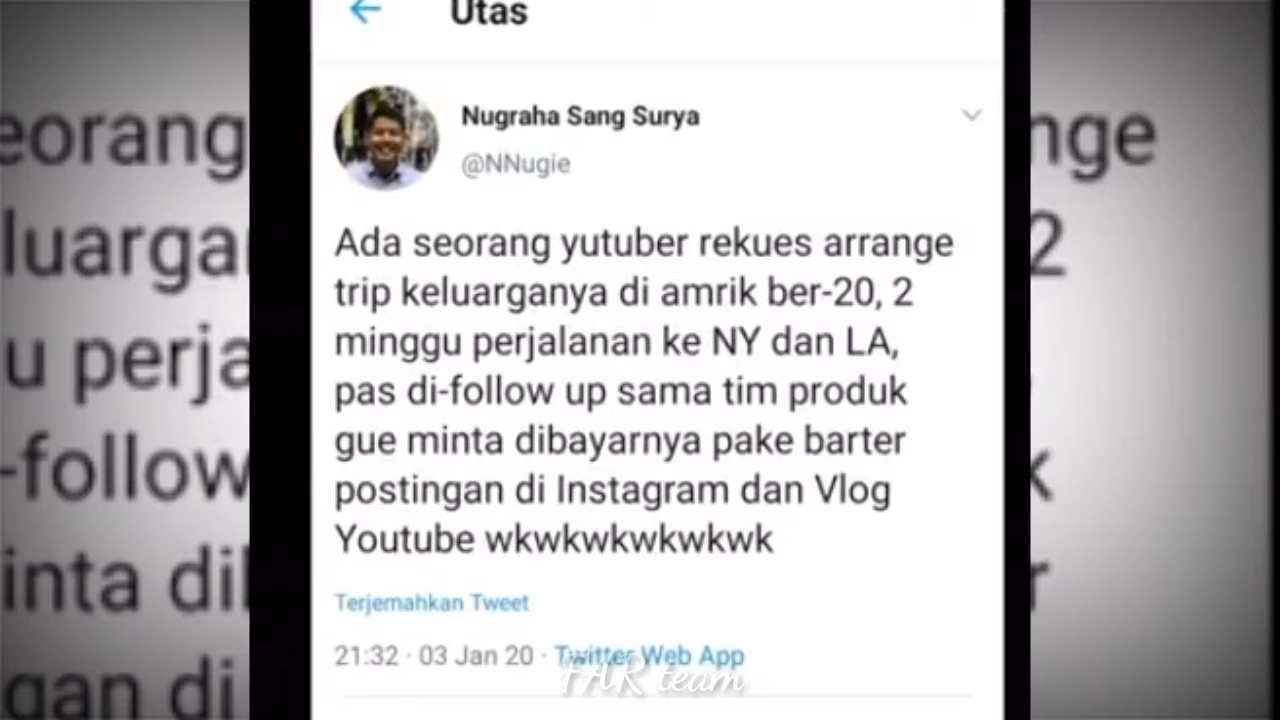 Utas
Nugraha Sang Surya
@NNugie
Ada seorang yutuber rekues arrange
trip keluarganya di amrik ber-20, 2
minggu perjalanan ke NY dan LA,
pas di-follow up sama tim produk
gue minta dibayarnya pake barter
postingan di Instagram dan Vlog
Youtube wkwkwkwkwkwk
Terjemahkan Tweet
21:32 · 03 Jan 20 · Twitter Web App
FAR team